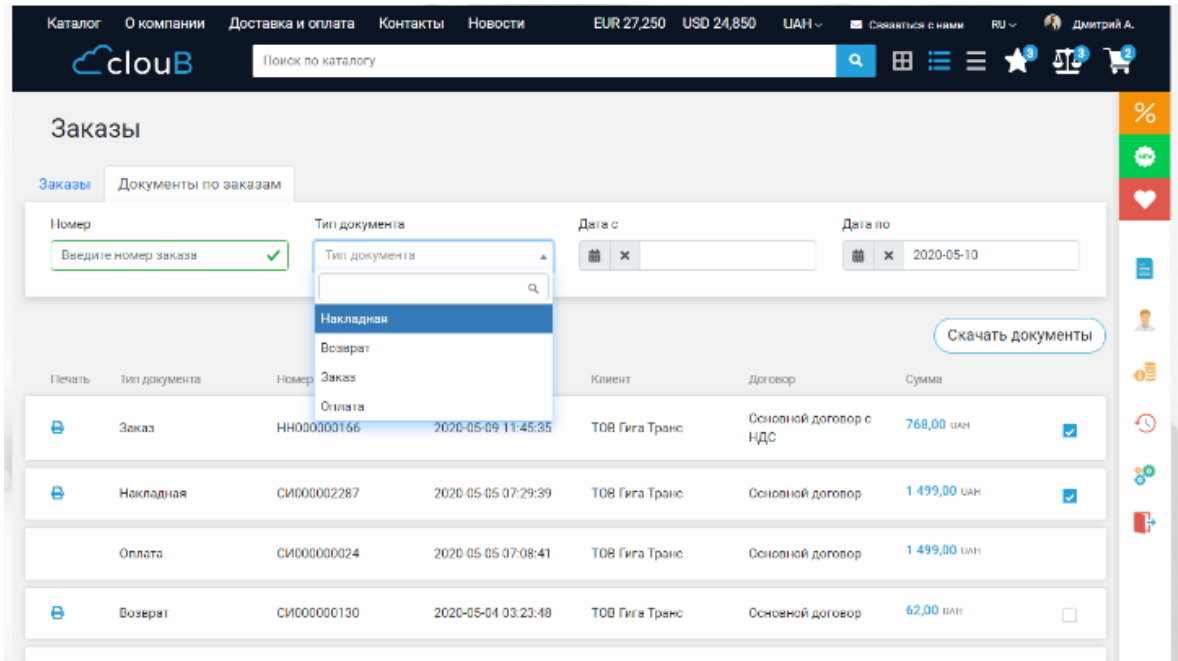 Каталог О компании Доставка и оплата Контакты Новости EUR 27,250 USD 24,850 UAH Связаться с нами RU Дмитрий А.
clouB Поиск по каталогу 3 3 2
%
Заказы
NEW
Заказы Документы по заказам
Номер Тип документа Дата с Дата по
Введите номер заказа Тип документа 2020-05-10
Накладная
Возврат
Заказ
Оплата
Скачать документы
Печать Тип документа Номер Клиент Договор Сумма
Заказ НН000000166 2020-05-09 11:45:35 ТОВ Гига Транс Основной договор с НДС 768,00 UAH
Накладная СИ000002287 2020-05-05 07:29:39 ТОВ Гига Транс Основной договор 1 499,00 UAH
Оплата СИ000000024 2020-05-05 07:08:41 ТОВ Гига Транс Основной договор 1 499,00 UAH
Возврат СИ000000130 2020-05-04 03:23:48 ТОВ Гига Транс Основной договор 62,00 UAH